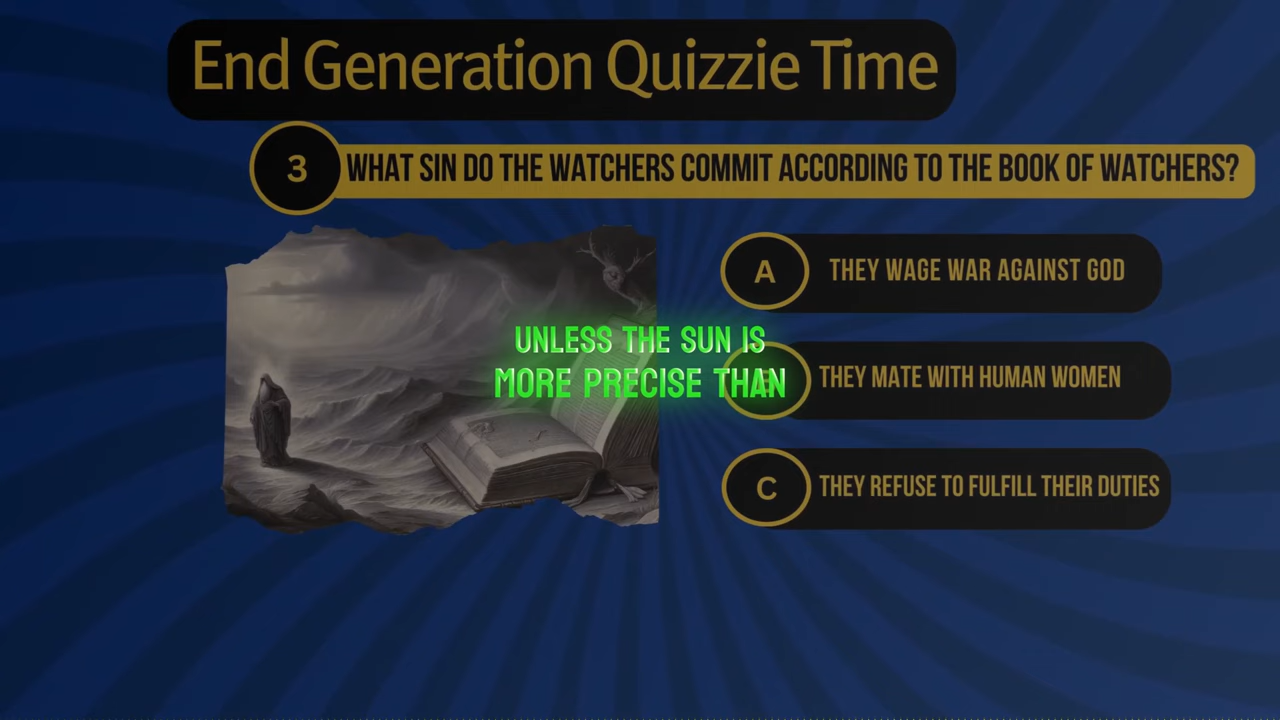 End Generation Quizzie Time
3
WHAT SIN DO THE WATCHERS COMMIT ACCORDING TO THE BOOK OF WATCHERS?
A
THEY WAGE WAR AGAINST GOD
UNLESS THE SUN IS
MORE PRECISE THAN
THEY MATE WITH HUMAN WOMEN
C
THEY REFUSE TO FULFILL THEIR DUTIES